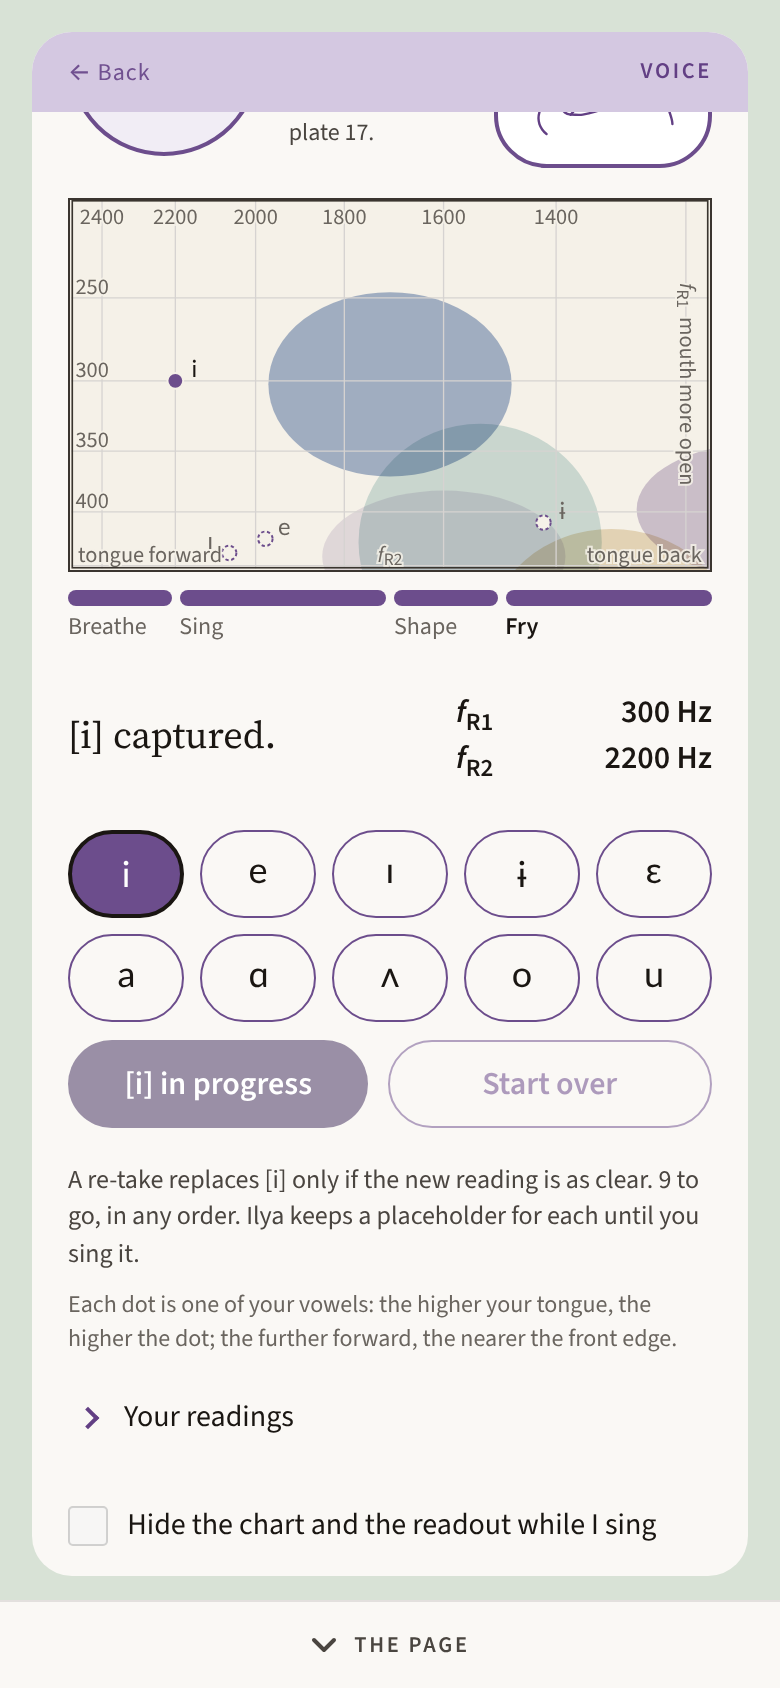 ← Back
VOICE
plate 17.
2400 2200 2000 1800 1600 1400
250
300
350
400
i
e
ɪ
ɨ
fR1 mouth more open
tongue forward
fR2
tongue back
Breathe Sing Shape Fry
[i] captured.
fR1 300 Hz
fR2 2200 Hz
i e ɪ ɨ ɛ
a ɑ ʌ o u
[i] in progress
Start over
A re-take replaces [i] only if the new reading is as clear. 9 to
go, in any order. Ilya keeps a placeholder for each until you
sing it.
Each dot is one of your vowels: the higher your tongue, the
higher the dot; the further forward, the nearer the front edge.
Your readings
Hide the chart and the readout while I sing
THE PAGE